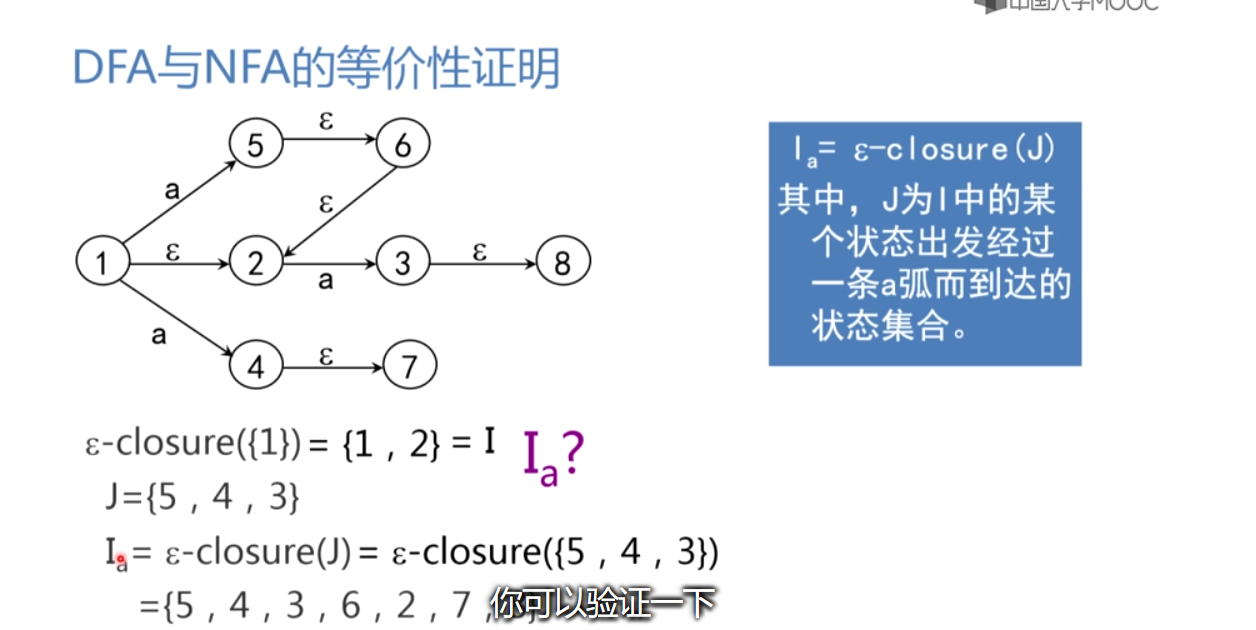 中国大学MOOC
DFA与NFA的等价性证明
5
ε
6
a
ε
1
ε
2
a
3
ε
8
a
4
ε
7
Iₐ= ε-closure(J)
其中，J为I中的某
个状态出发经过
一条a弧而到达的
状态集合。
ε-closure({1}) = {1 , 2} = I Iₐ?
J={5 , 4 , 3}
Iₐ= ε-closure(J) = ε-closure({5 , 4 , 3})
={5 , 4 , 3 , 6 , 2 , 7 ,
你可以验证一下